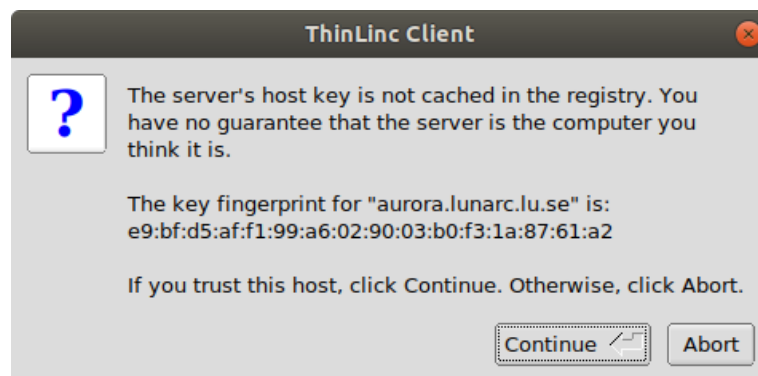 ThinLinc Client
The server's host key is not cached in the registry. You
have no guarantee that the server is the computer you
think it is.
The key fingerprint for "aurora.lunarc.lu.se" is:
e9:bf:d5:af:f1:99:a6:02:90:03:b0:f3:1a:87:61:a2
If you trust this host, click Continue. Otherwise, click Abort.
Continue Abort